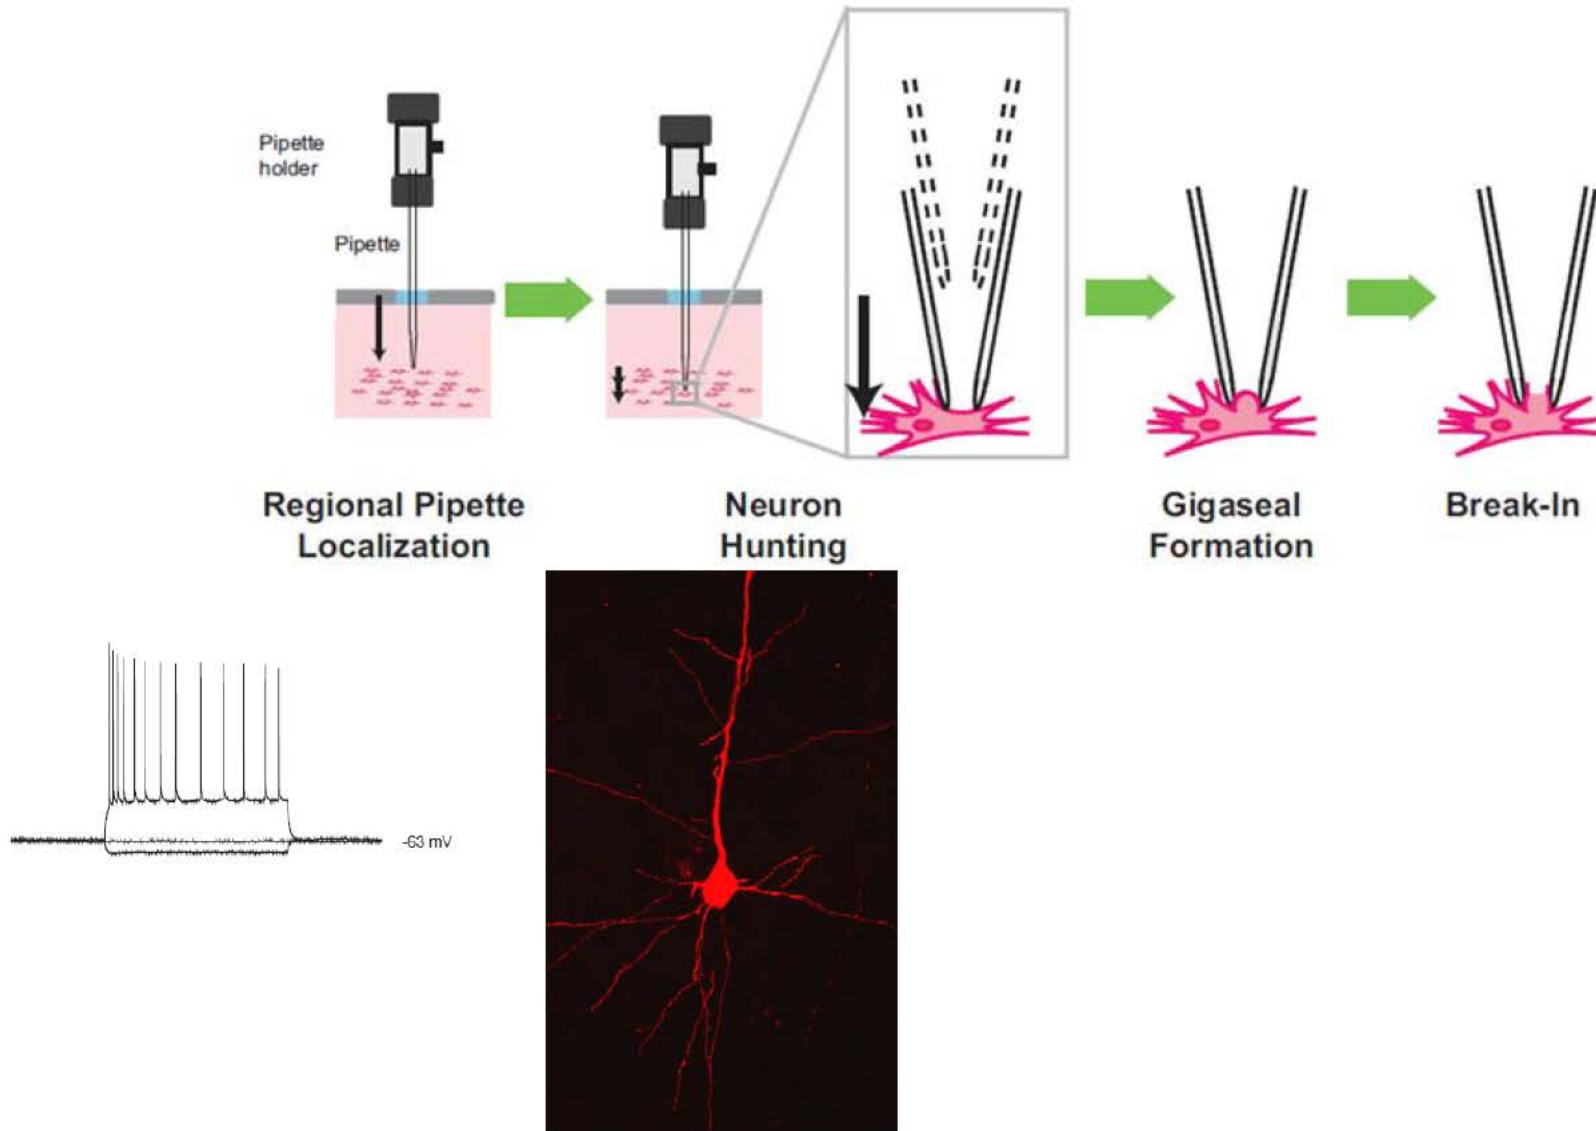 Pipette
holder
Pipette
Regional Pipette
Localization
Neuron
Hunting
Gigaseal
Formation
Break-In
-63 mV